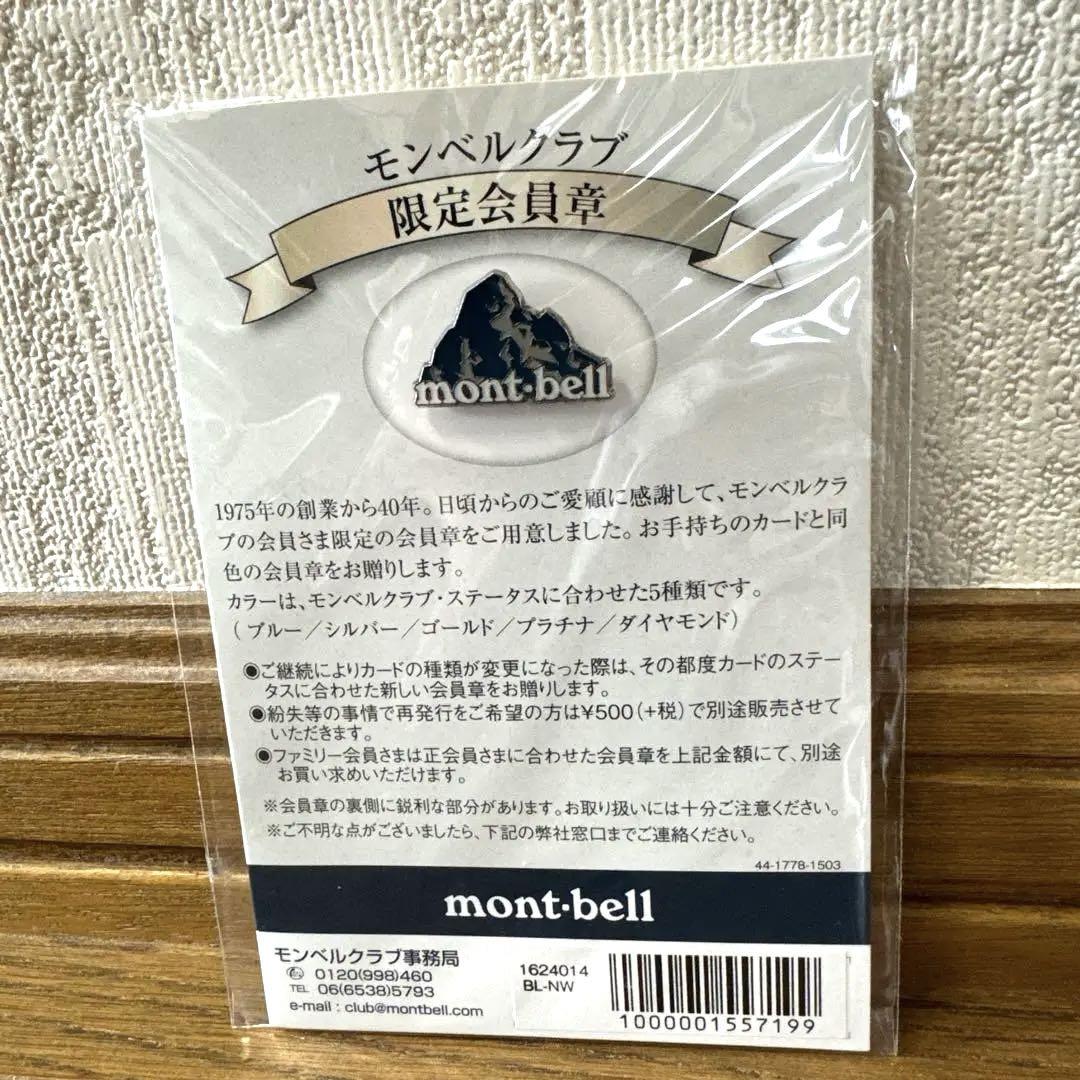 モンベルクラブ
限定会員章
mont-bell
1975年の創業から40年。日頃からのご愛顧に感謝して、モンベルクラ
ブの会員さま限定の会員章をご用意しました。お手持ちのカードと同
色の会員章をお贈りします。
カラーは、モンベルクラブ・ステータスに合わせた5種類です。
（ブルー／シルバー／ゴールド／プラチナ／ダイヤモンド）
◉ご継続によりカードの種類が変更になった際は、その都度カードのステー
タスに合わせた新しい会員章をお贈りします。
◉紛失等の事情で再発行をご希望の方は¥500（+税）で別途販売させて
いただきます。
◉ファミリー会員さまは正会員さまに合わせた会員章を上記金額にて、別途
お買い求めいただけます。
※会員章の裏側に鋭利な部分があります。お取り扱いには十分ご注意ください。
※ご不明な点がございましたら、下記の弊社窓口までご連絡ください。
44-1778-1503
mont-bell
モンベルクラブ事務局
0120(998)460
TEL 06(6538)5793
e-mail : club@montbell.com
1624014
BL-NW
1000001557199